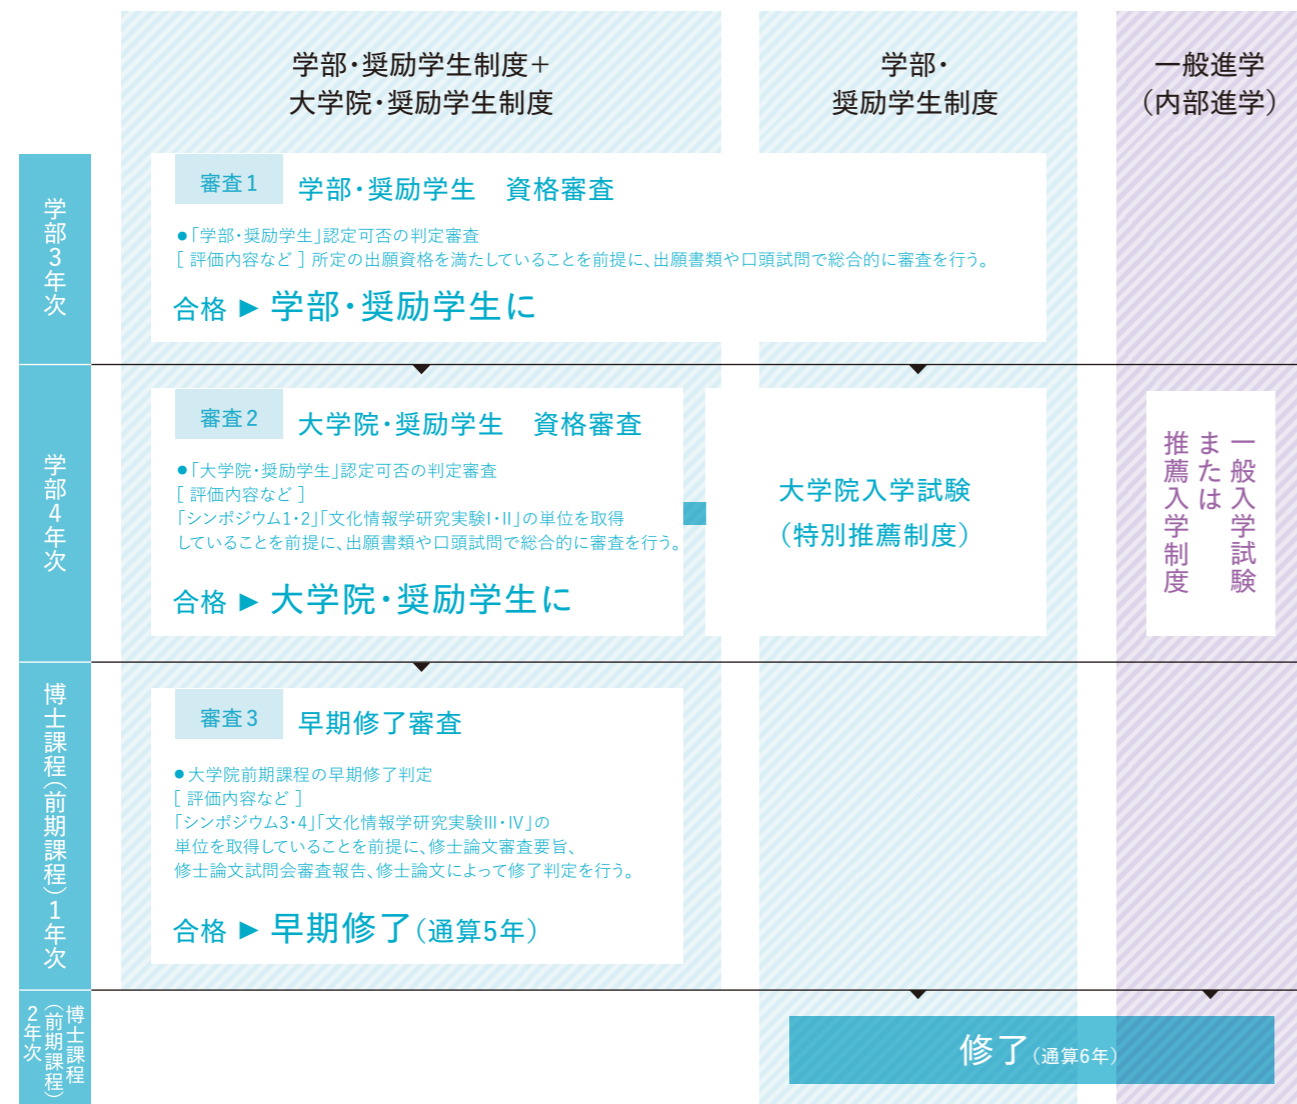 学部・奨励学生制度＋
大学院・奨励学生制度
学部・
奨励学生制度
一般進学
（内部進学）
学部3年次
審査1
学部・奨励学生　資格審査
●「学部・奨励学生」認定可否の判定審査
［ 評価内容など ］所定の出願資格を満たしていることを前提に、出願書類や口頭試問で総合的に審査を行う。
合格 ▶ 学部・奨励学生に
学部4年次
審査2
大学院・奨励学生　資格審査
●「大学院・奨励学生」認定可否の判定審査
［ 評価内容など ］
「シンポジウム1・2」「文化情報学研究実験I・II」の単位を取得
していることを前提に、出願書類や口頭試問で総合的に審査を行う。
合格 ▶ 大学院・奨励学生に
大学院入学試験
（特別推薦制度）
一般入学試験
または
推薦入学制度
博士課程（前期課程）1年次
審査3
早期修了審査
●大学院前期課程の早期修了判定
［ 評価内容など ］
「シンポジウム3・4」「文化情報学研究実験III・IV」の
単位を取得していることを前提に、修士論文審査要旨、
修士論文試問会審査報告、修士論文によって修了判定を行う。
合格 ▶ 早期修了（通算5年）
博士課程
（前期課程）
2年次
修了（通算6年）